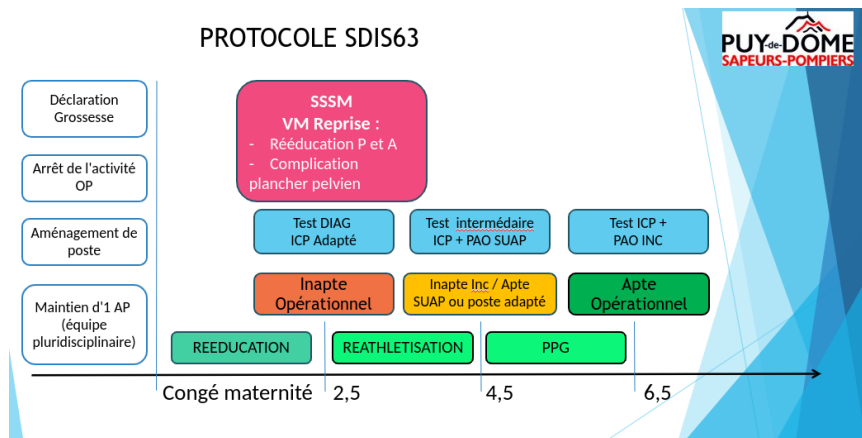 PROTOCOLE SDIS63
PUY-de-DÔME
SAPEURS-POMPIERS
Déclaration
Grossesse
Arrêt de l'activité
OP
Aménagement de
poste
Maintien d'1 AP
(équipe
pluridisciplinaire)
SSSM
VM Reprise :
- Rééducation P et A
- Complication
plancher pelvien
Test DIAG
ICP Adapté
Test intermédaire
ICP + PAO SUAP
Test ICP +
PAO INC
Inapte
Opérationnel
Inapte Inc / Apte
SUAP ou poste adapté
Apte
Opérationnel
REEDUCATION
REATHLETISATION
PPG
Congé maternité
2,5
4,5
6,5